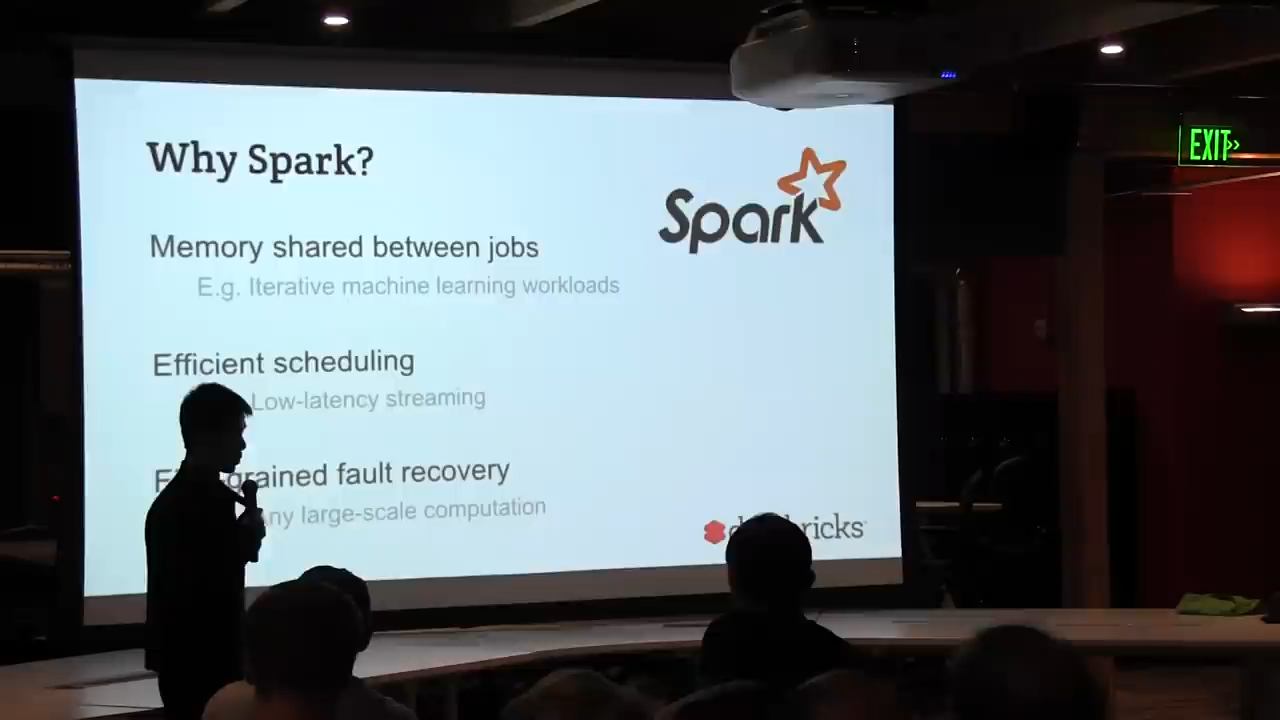 Why Spark?
Spark
Memory shared between jobs
E.g. Iterative machine learning workloads
Efficient scheduling
Low-latency streaming
grained fault recovery
large-scale computation
EXIT>>